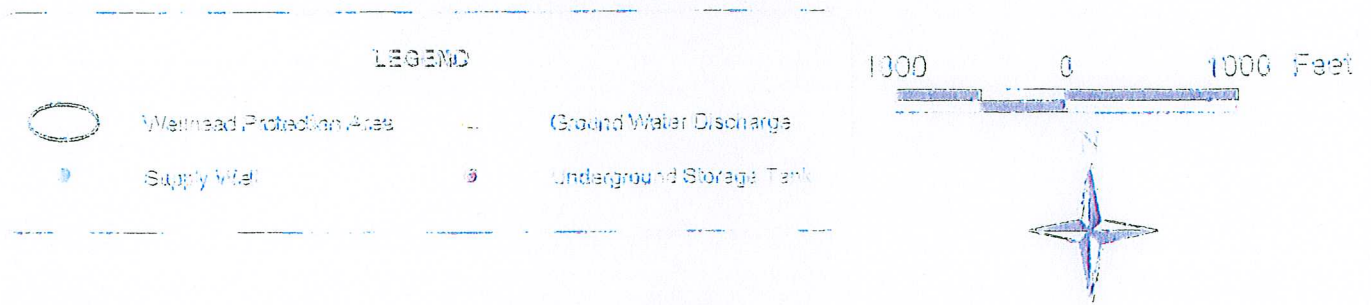 LEGEND
1000 0 1000 Feet
Wellhead Protection Area
Ground Water Discharge
Supply Well
Underground Storage Tank
N